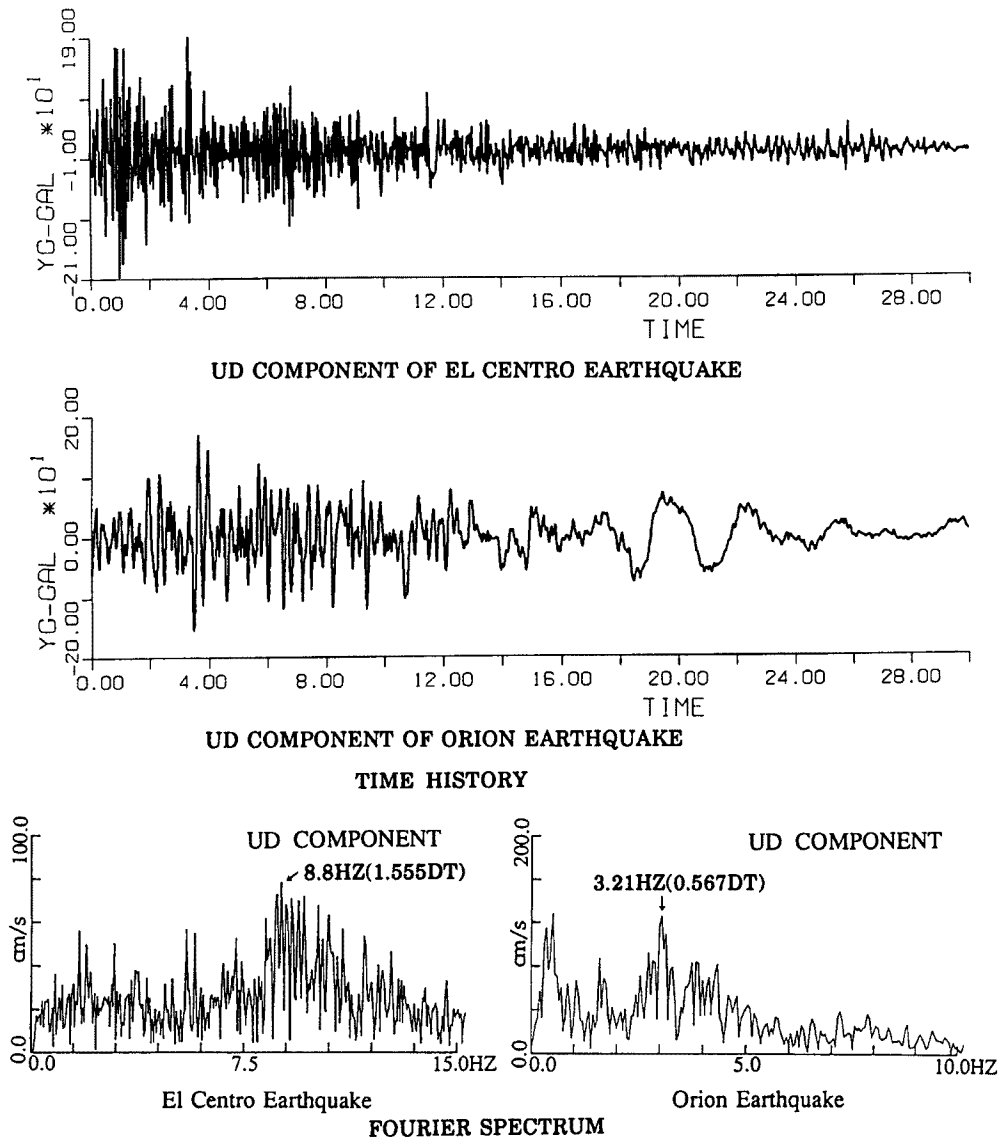 YG-GAL *10¹
19.00
-1.00
-21.00
0.00 4.00 8.00 12.00 16.00 20.00 24.00 28.00
TIME
UD COMPONENT OF EL CENTRO EARTHQUAKE
YG-GAL *10¹
20.00
0.00
-20.00
0.00 4.00 8.00 12.00 16.00 20.00 24.00 28.00
TIME
UD COMPONENT OF ORION EARTHQUAKE
TIME HISTORY
100.0
cm/s
0.0
UD COMPONENT
8.8HZ(1.555DT)
0.0 7.5 15.0HZ
El Centro Earthquake
200.0
cm/s
0.0
UD COMPONENT
3.21HZ(0.567DT)
0.0 5.0 10.0HZ
Orion Earthquake
FOURIER SPECTRUM